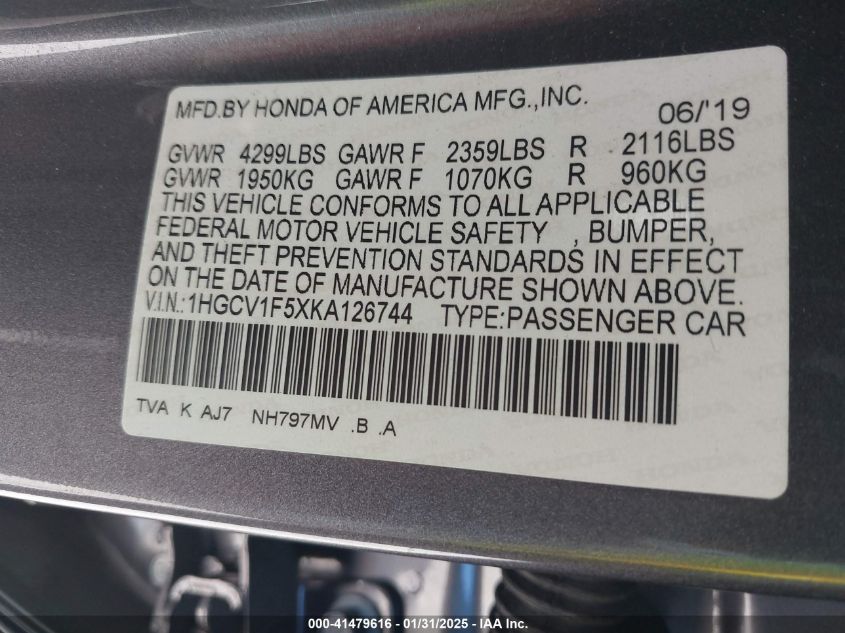 MFD.BY HONDA OF AMERICA MFG.,INC. 06/'19
GVWR 4299LBS GAWR F 2359LBS R 2116LBS
GVWR 1950KG GAWR F 1070KG R 960KG
THIS VEHICLE CONFORMS TO ALL APPLICABLE
FEDERAL MOTOR VEHICLE SAFETY , BUMPER,
AND THEFT PREVENTION STANDARDS IN EFFECT
ON THE DATE OF MANUFACTURE SHOWN ABOVE.
V.I.N.:1HGCV1F5XKA126744 TYPE:PASSENGER CAR
TVA K AJ7 NH797MV .B .A
000-41479616 - 01/31/2025 - IAA Inc.